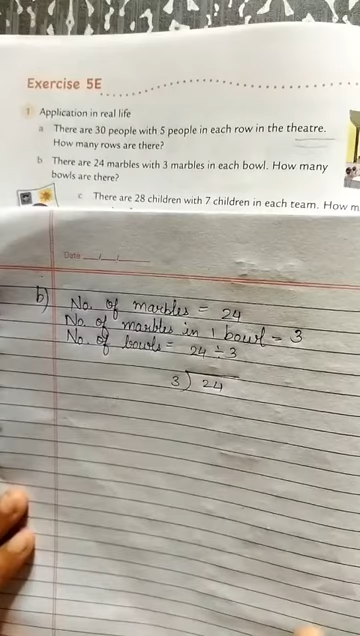 Exercise 5E
1 Application in real life
a There are 30 people with 5 people in each row in the theatre.
How many rows are there?
b There are 24 marbles with 3 marbles in each bowl. How many
bowls are there?
c There are 28 children with 7 children in each team. How m
Date __/__/__
b) No. of marbles = 24
No. of marbles in 1 bowl = 3
No. of bowls = 24 ÷ 3
3) 24